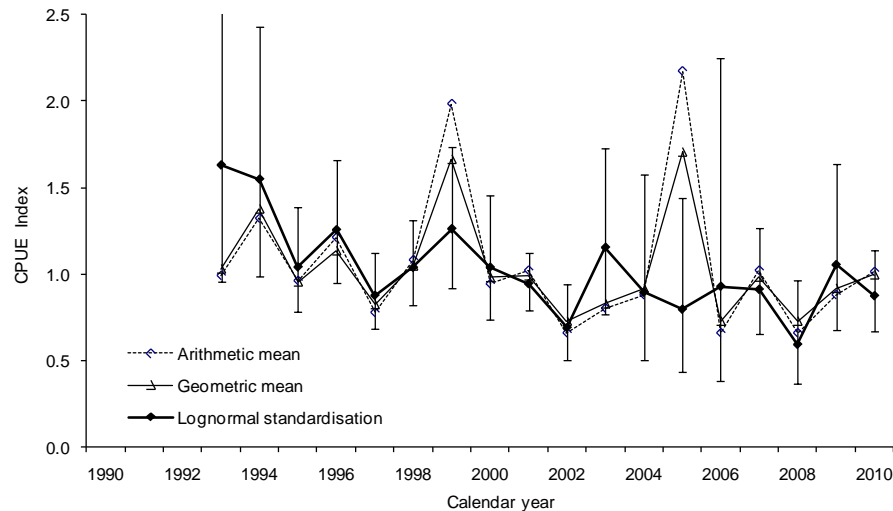 2.5
2.0
1.5
1.0
0.5
0.0
CPUE Index
Arithmetic mean
Geometric mean
Lognormal standardisation
1990 1992 1994 1996 1998 2000 2002 2004 2006 2008 2010
Calendar year